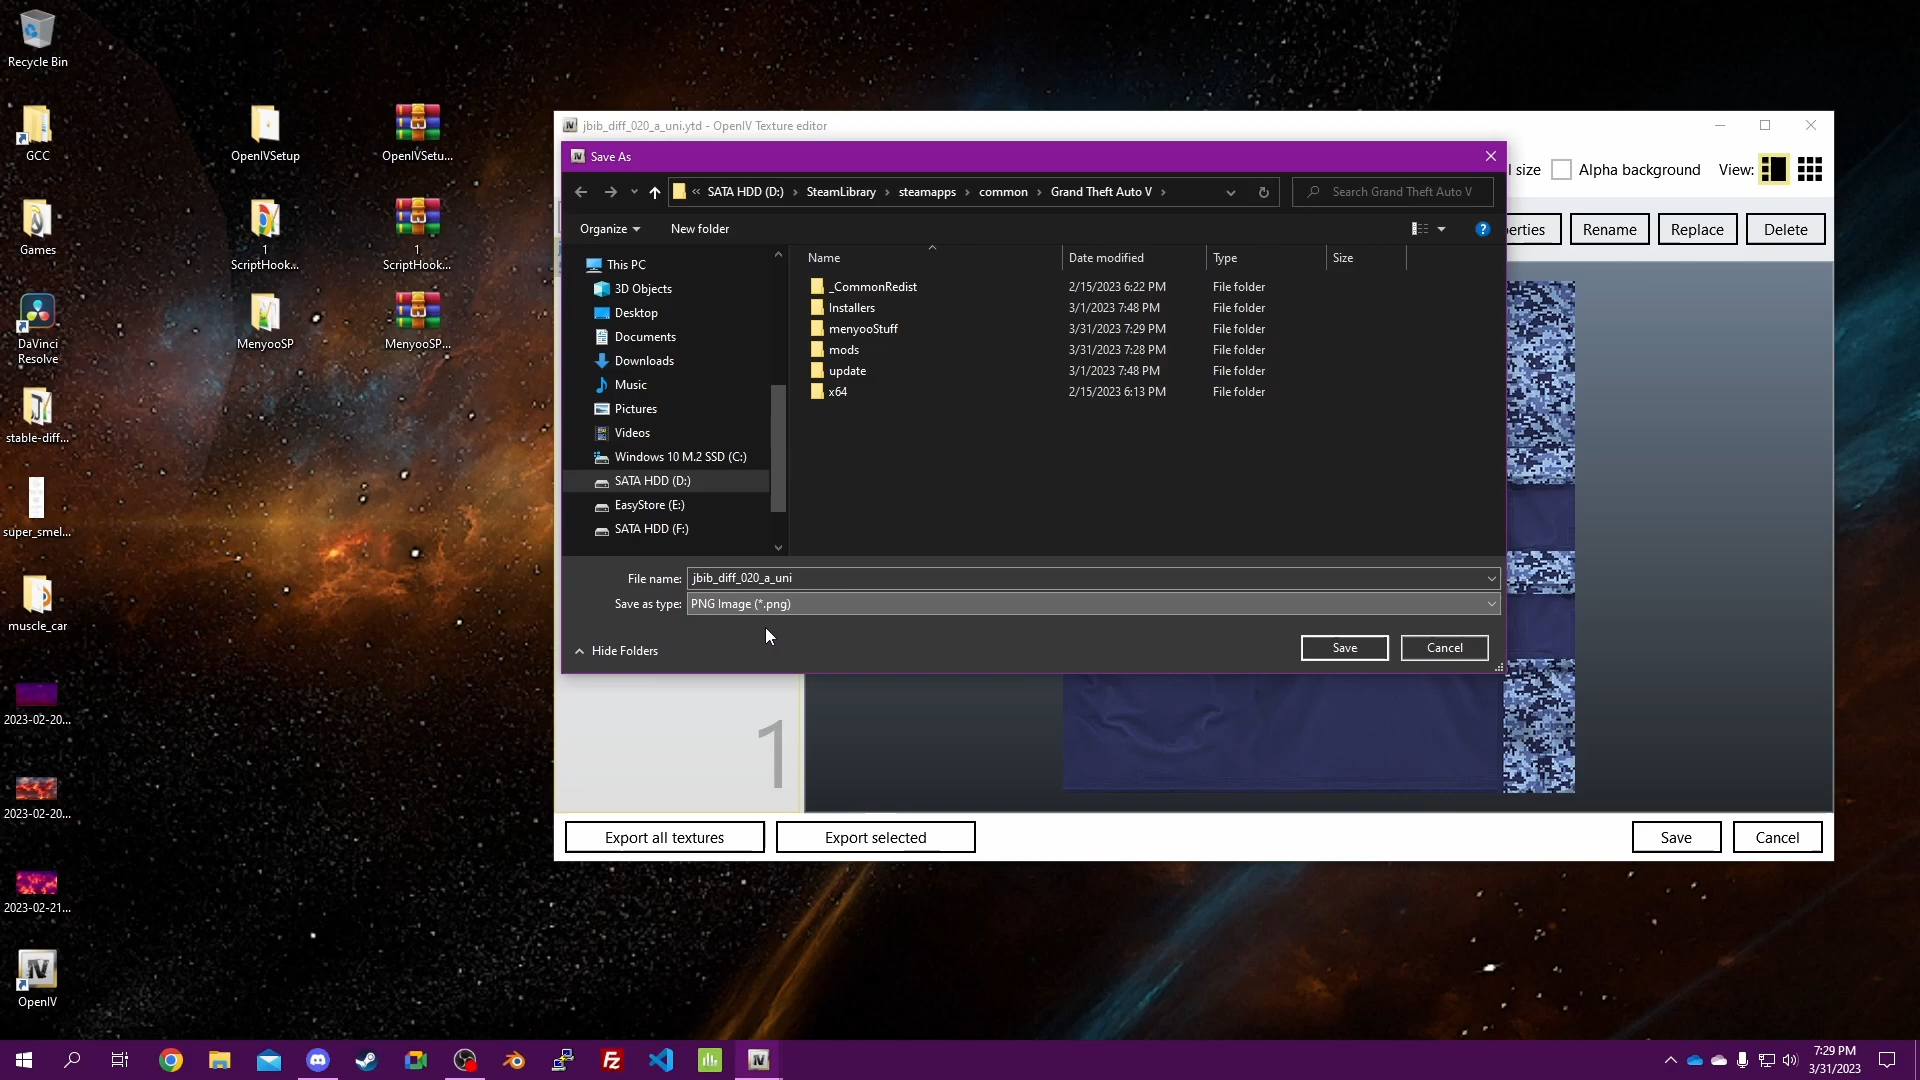 Recycle Bin
GCC
OpenIVSetup
OpenIVSetu...
Games
1
ScriptHook...
1
ScriptHook...
DaVinci
Resolve
MenyooSP
MenyooSP...
stable-diff...
super_smel...
muscle_car
2023-02-20...
2023-02-20...
2023-02-21...
OpenIV
jbib_diff_020_a_uni.ytd - OpenIV Texture editor
l size
Alpha background
View:
erties
Rename
Replace
Delete
Save As
« SATA HDD (D:) › SteamLibrary › steamapps › common › Grand Theft Auto V ›
Search Grand Theft Auto V
Organize
New folder
?
This PC
3D Objects
Desktop
Documents
Downloads
Music
Pictures
Videos
Windows 10 M.2 SSD (C:)
SATA HDD (D:)
EasyStore (E:)
SATA HDD (F:)
Name Date modified Type Size
_CommonRedist 2/15/2023 6:22 PM File folder
Installers 3/1/2023 7:48 PM File folder
menyooStuff 3/31/2023 7:29 PM File folder
mods 3/31/2023 7:28 PM File folder
update 3/1/2023 7:48 PM File folder
x64 2/15/2023 6:13 PM File folder
File name: jbib_diff_020_a_uni
Save as type: PNG Image (*.png)
Hide Folders
Save
Cancel
1
Export all textures
Export selected
Save
Cancel
7:29 PM
3/31/2023